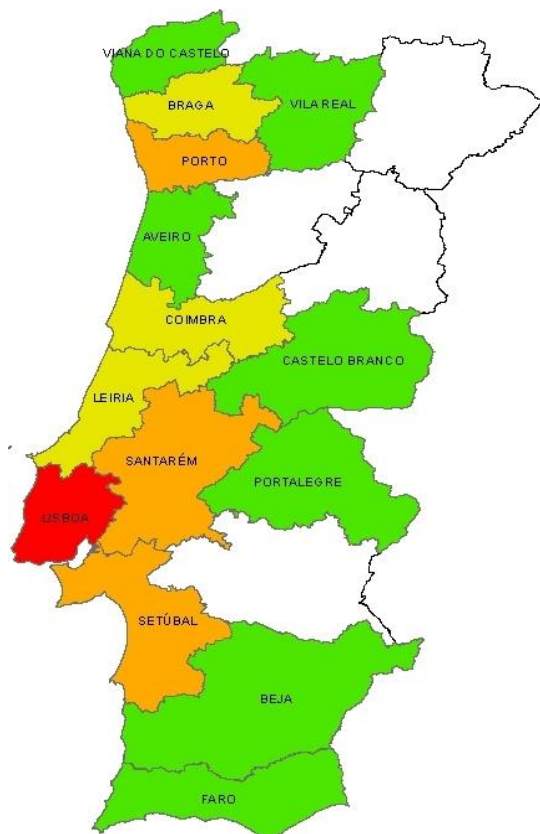 VIANA DO CASTELO
BRAGA
VILA REAL
PORTO
AVEIRO
COIMBRA
CASTELO BRANCO
LEIRIA
SANTARÉM
PORTALEGRE
LISBOA
SETÚBAL
BEJA
FARO